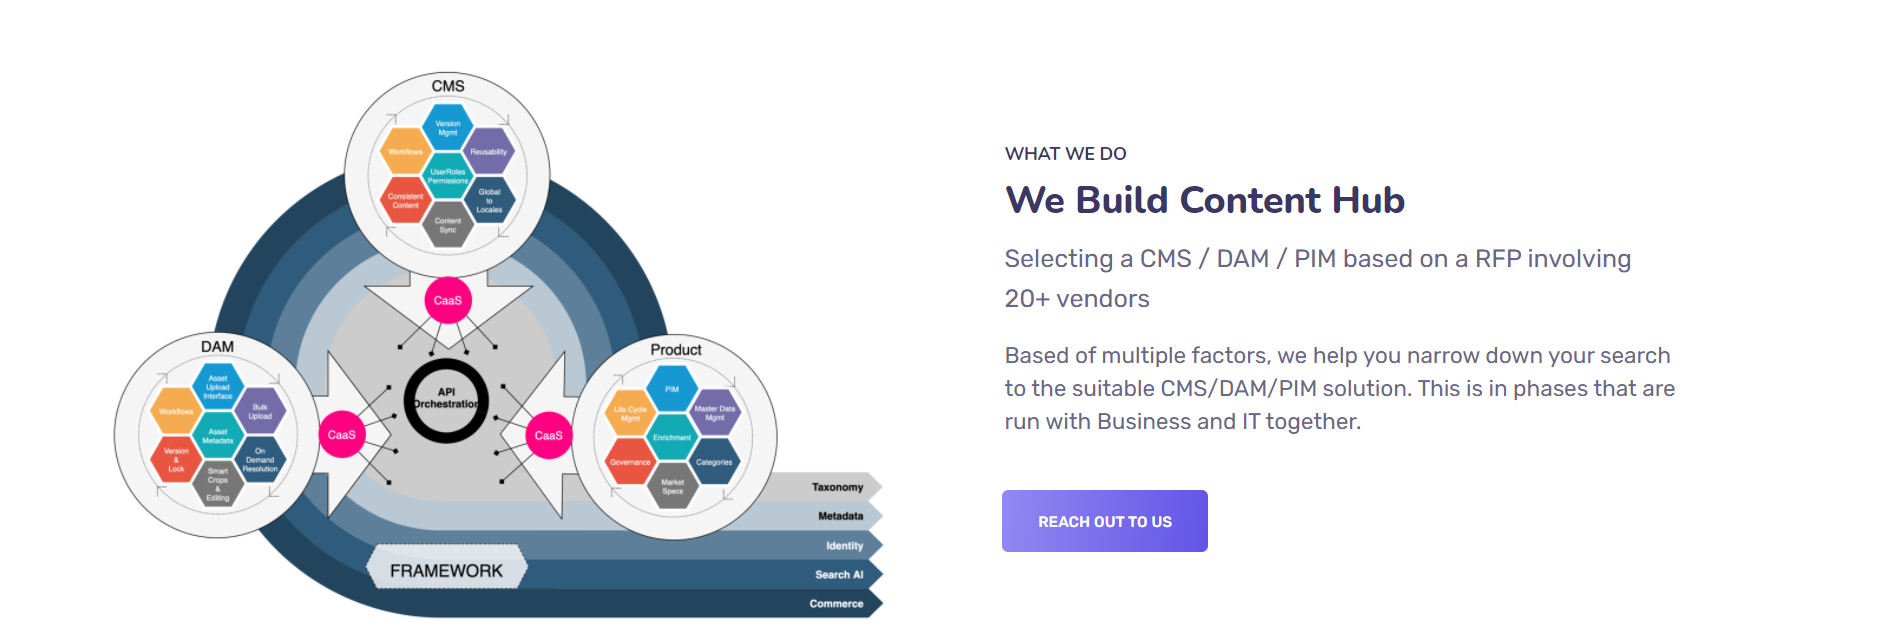 CMS
Version
Mgmt
Workflows
Reusability
UserRoles
Permissions
Consistent
Content
Global
to
Locales
Content
Sync
CaaS
DAM
Asset
Upload
Interface
Workflows
Bulk
Upload
Asset
Metadata
Version
&
Lock
On
Demand
Resolution
Smart
Crops
&
Editing
CaaS
API
Orchestration
CaaS
Product
PIM
Life Cycle
Mgmt
Master Data
Mgmt
Enrichment
Governance
Categories
Market
Specs
Taxonomy
Metadata
Identity
Search AI
Commerce
FRAMEWORK
WHAT WE DO
We Build Content Hub
Selecting a CMS / DAM / PIM based on a RFP involving
20+ vendors
Based of multiple factors, we help you narrow down your search
to the suitable CMS/DAM/PIM solution. This is in phases that are
run with Business and IT together.
REACH OUT TO US